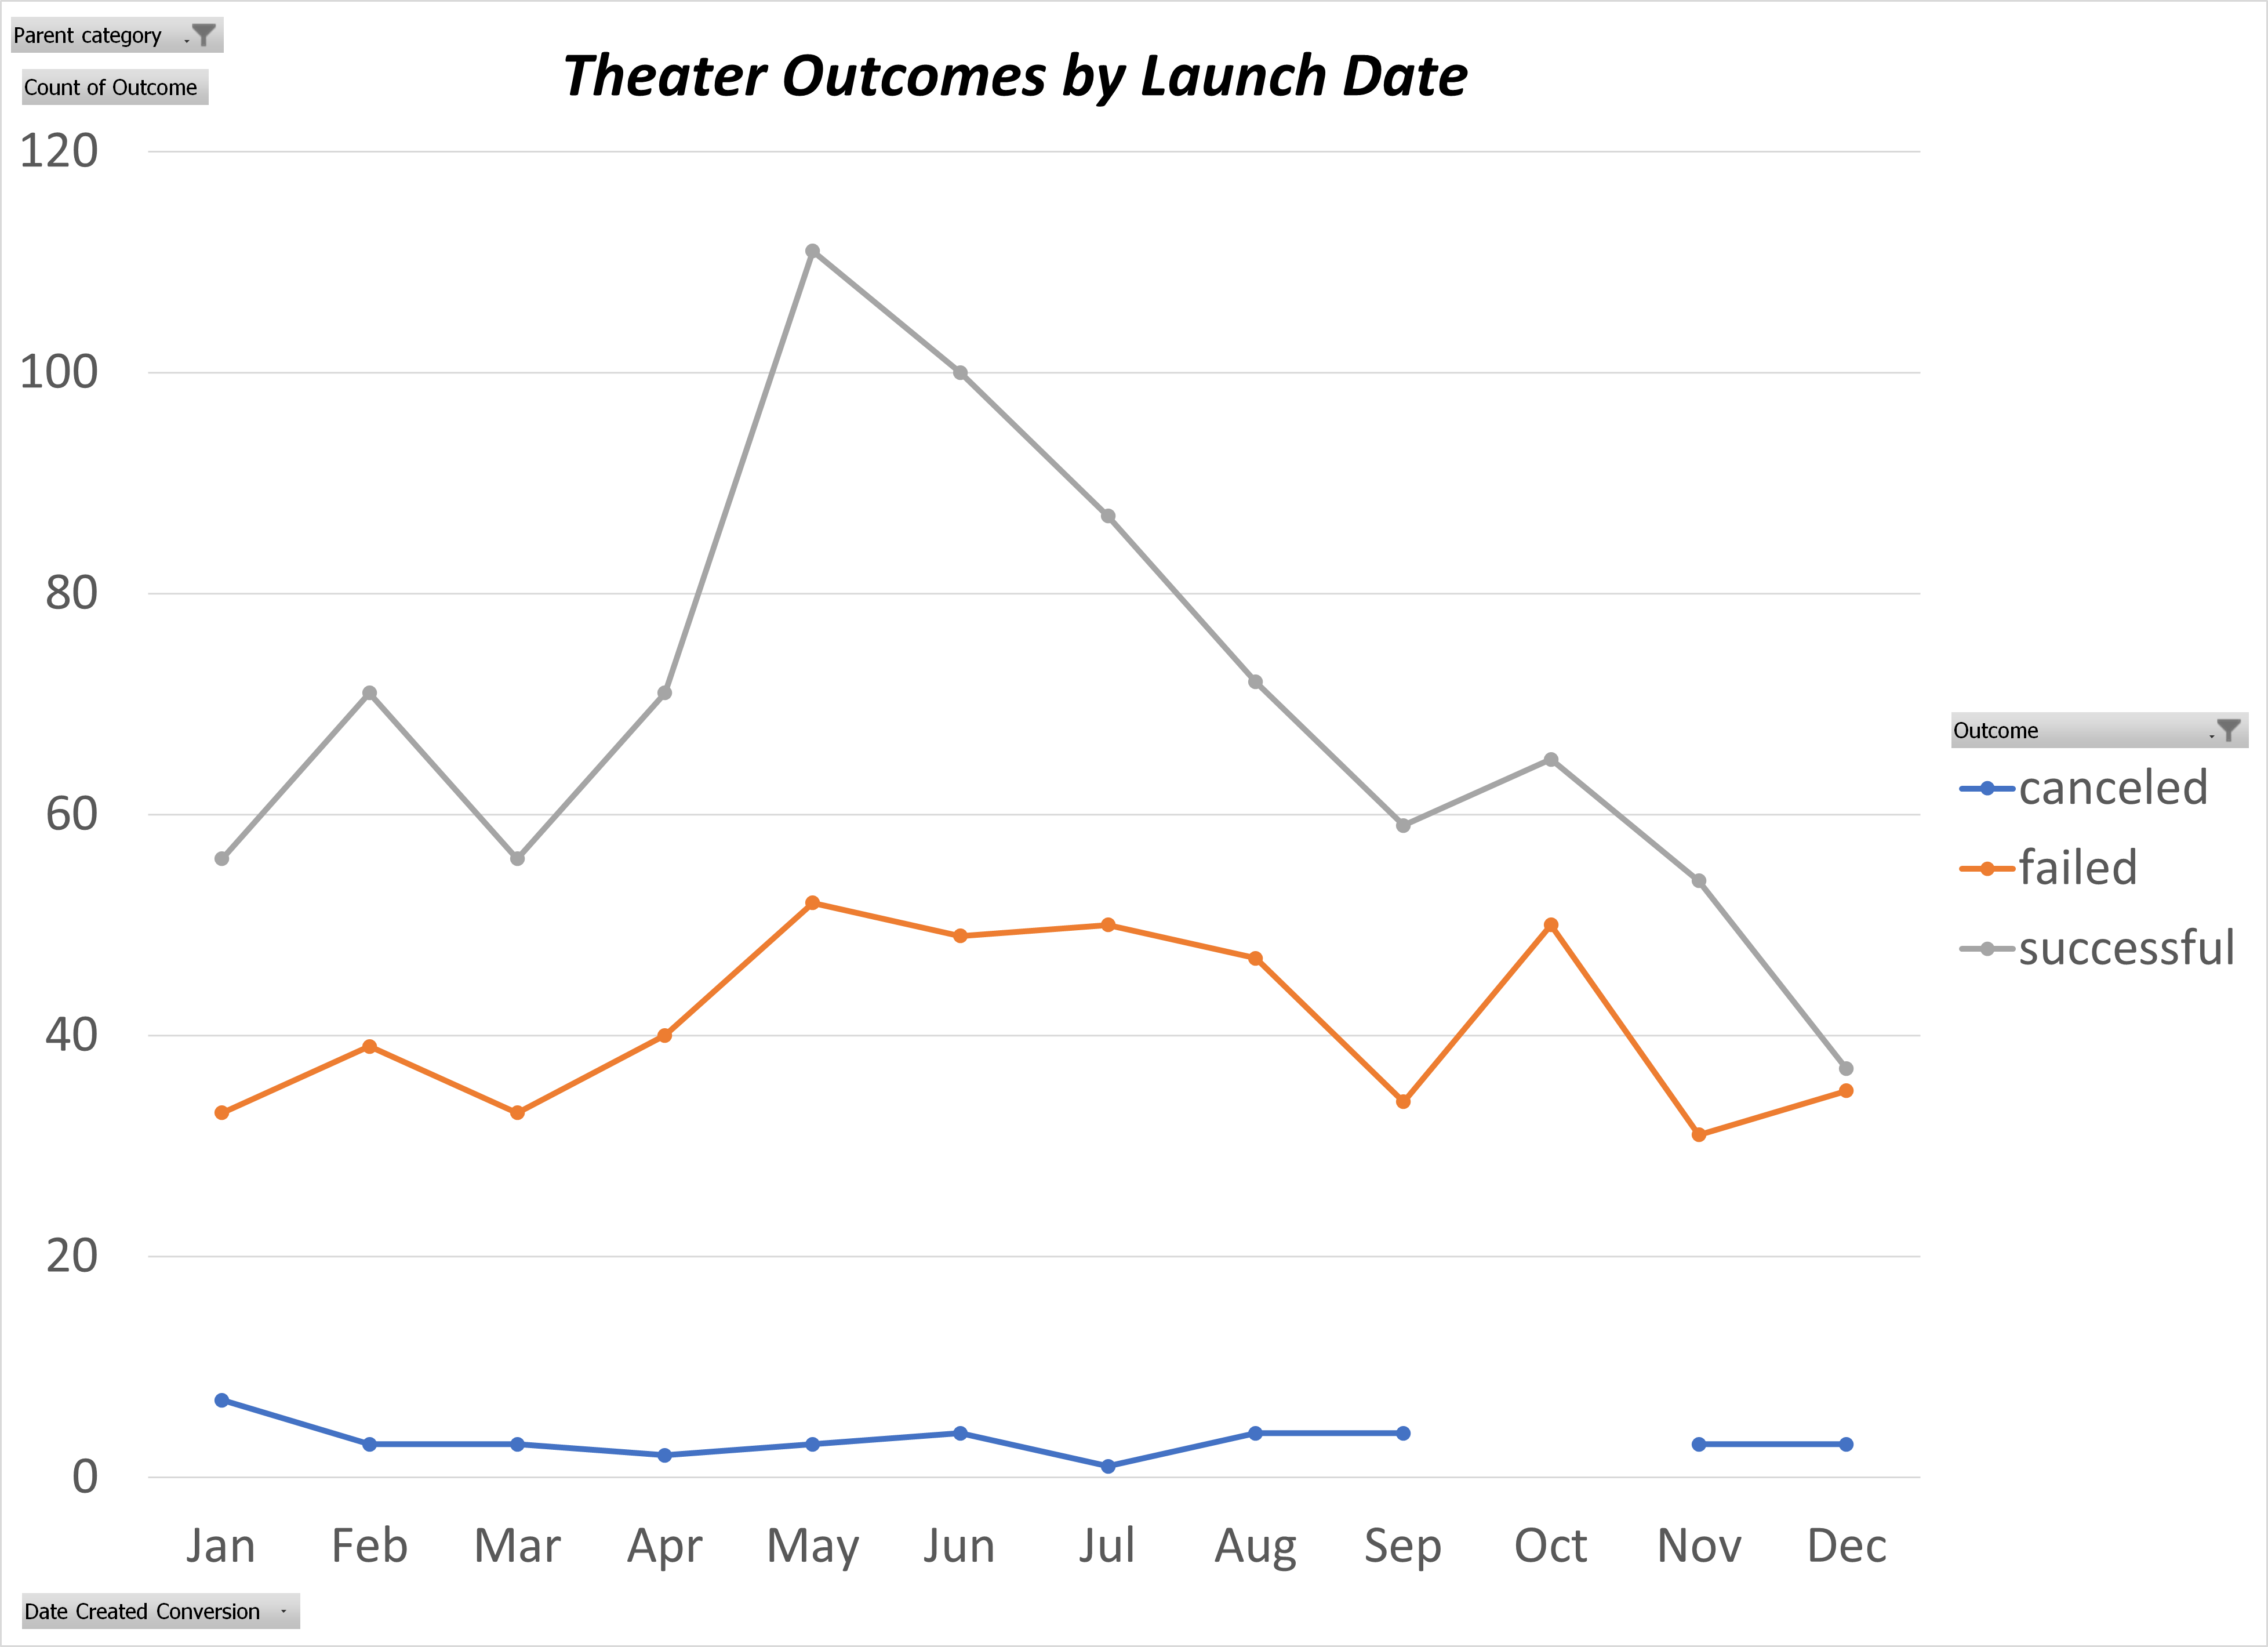 Parent category
Count of Outcome
Theater Outcomes by Launch Date
120
100
80
60
40
20
0
Jan Feb Mar Apr May Jun Jul Aug Sep Oct Nov Dec
Outcome
canceled
failed
successful
Date Created Conversion